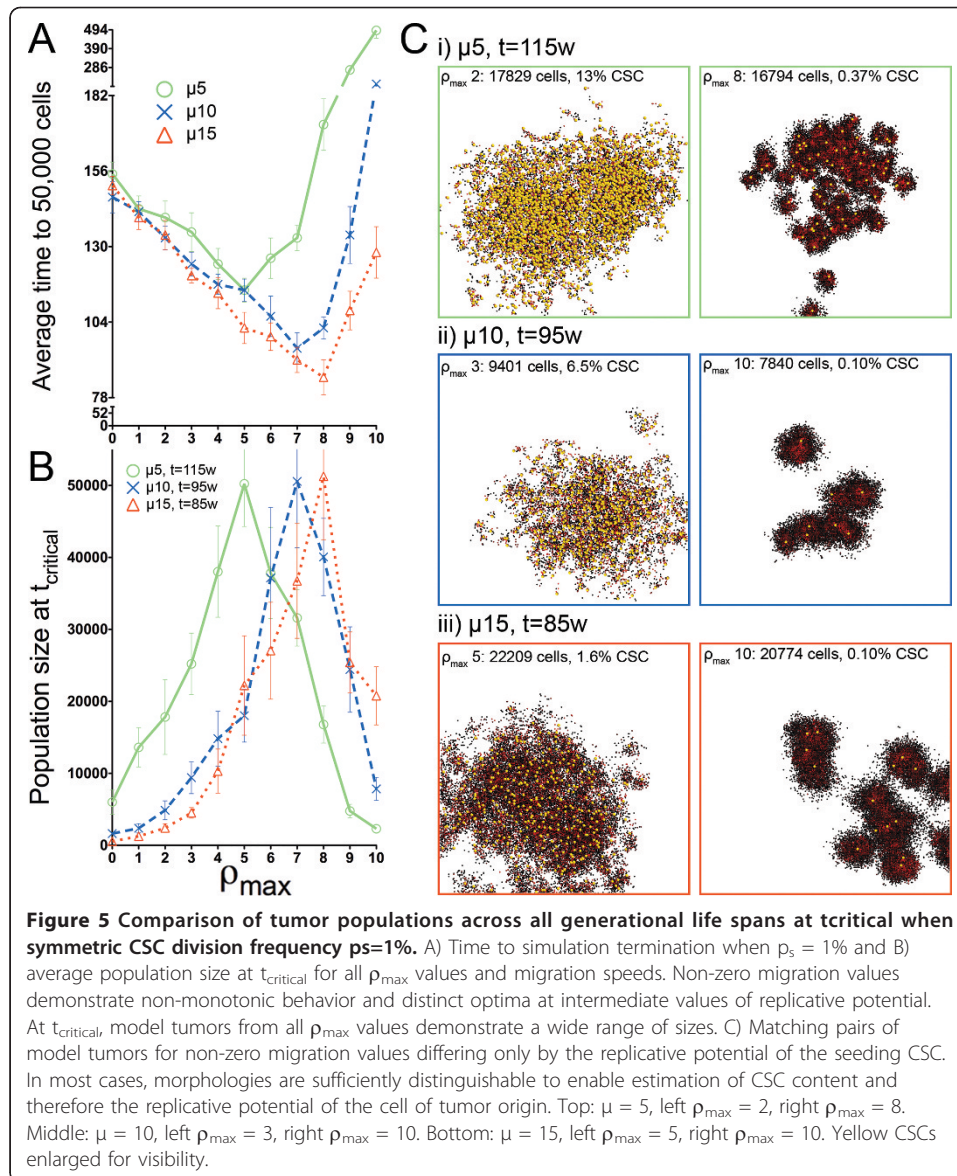 A
Average time to 50,000 cells
494
390
286
182
156
130
104
78
52
0
μ5
μ10
μ15
0 1 2 3 4 5 6 7 8 9 10
B
Population size at t_critical
50000
40000
30000
20000
10000
0
μ5, t=115w
μ10, t=95w
μ15, t=85w
0 1 2 3 4 5 6 7 8 9 10
ρmax
C
i) μ5, t=115w
ρmax 2: 17829 cells, 13% CSC
ρmax 8: 16794 cells, 0.37% CSC
ii) μ10, t=95w
ρmax 3: 9401 cells, 6.5% CSC
ρmax 10: 7840 cells, 0.10% CSC
iii) μ15, t=85w
ρmax 5: 22209 cells, 1.6% CSC
ρmax 10: 20774 cells, 0.10% CSC
Figure 5 Comparison of tumor populations across all generational life spans at tcritical when
symmetric CSC division frequency ps=1%. A) Time to simulation termination when ps = 1% and B)
average population size at tcritical for all ρmax values and migration speeds. Non-zero migration values
demonstrate non-monotonic behavior and distinct optima at intermediate values of replicative potential.
At tcritical, model tumors from all ρmax values demonstrate a wide range of sizes. C) Matching pairs of
model tumors for non-zero migration values differing only by the replicative potential of the seeding CSC.
In most cases, morphologies are sufficiently distinguishable to enable estimation of CSC content and
therefore the replicative potential of the cell of tumor origin. Top: μ = 5, left ρmax = 2, right ρmax = 8.
Middle: μ = 10, left ρmax = 3, right ρmax = 10. Bottom: μ = 15, left ρmax = 5, right ρmax = 10. Yellow CSCs
enlarged for visibility.